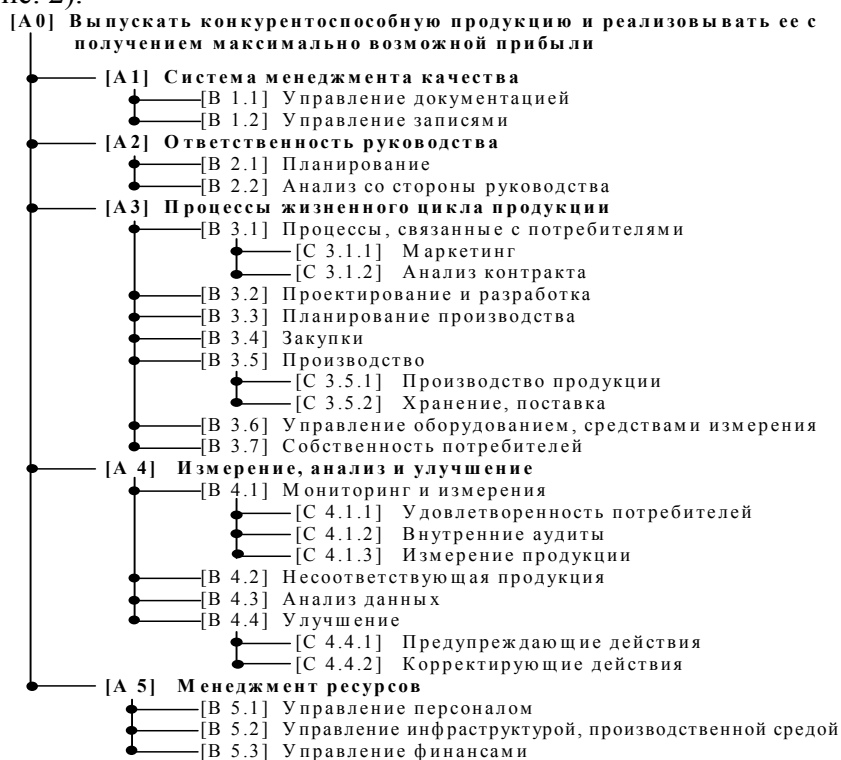 рис. 2).
[A0] Выпускать конкурентоспособную продукцию и реализовывать ее с
получением максимально возможной прибыли
[A1] Система менеджмента качества
[B 1.1] Управление документацией
[B 1.2] Управление записями
[A2] Ответственность руководства
[B 2.1] Планирование
[B 2.2] Анализ со стороны руководства
[A3] Процессы жизненного цикла продукции
[B 3.1] Процессы, связанные с потребителями
[C 3.1.1] Маркетинг
[C 3.1.2] Анализ контракта
[B 3.2] Проектирование и разработка
[B 3.3] Планирование производства
[B 3.4] Закупки
[B 3.5] Производство
[C 3.5.1] Производство продукции
[C 3.5.2] Хранение, поставка
[B 3.6] Управление оборудованием, средствами измерения
[B 3.7] Собственность потребителей
[A 4] Измерение, анализ и улучшение
[B 4.1] Мониторинг и измерения
[C 4.1.1] Удовлетворенность потребителей
[C 4.1.2] Внутренние аудиты
[C 4.1.3] Измерение продукции
[B 4.2] Несоответствующая продукция
[B 4.3] Анализ данных
[B 4.4] Улучшение
[C 4.4.1] Предупреждающие действия
[C 4.4.2] Корректирующие действия
[A 5] Менеджмент ресурсов
[B 5.1] Управление персоналом
[B 5.2] Управление инфраструктурой, производственной средой
[B 5.3] Управление финансами